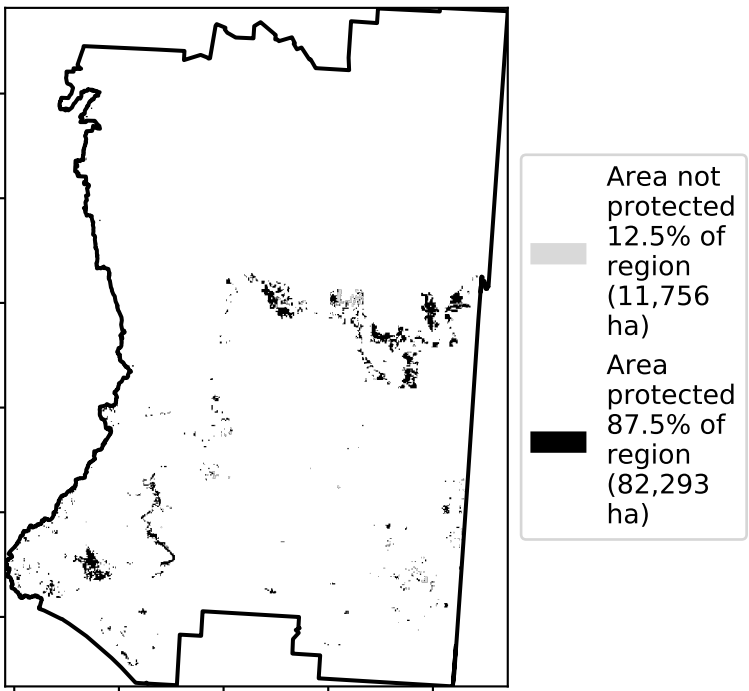 Area not
protected
12.5% of
region
(11,756
ha)
Area
protected
87.5% of
region
(82,293
ha)